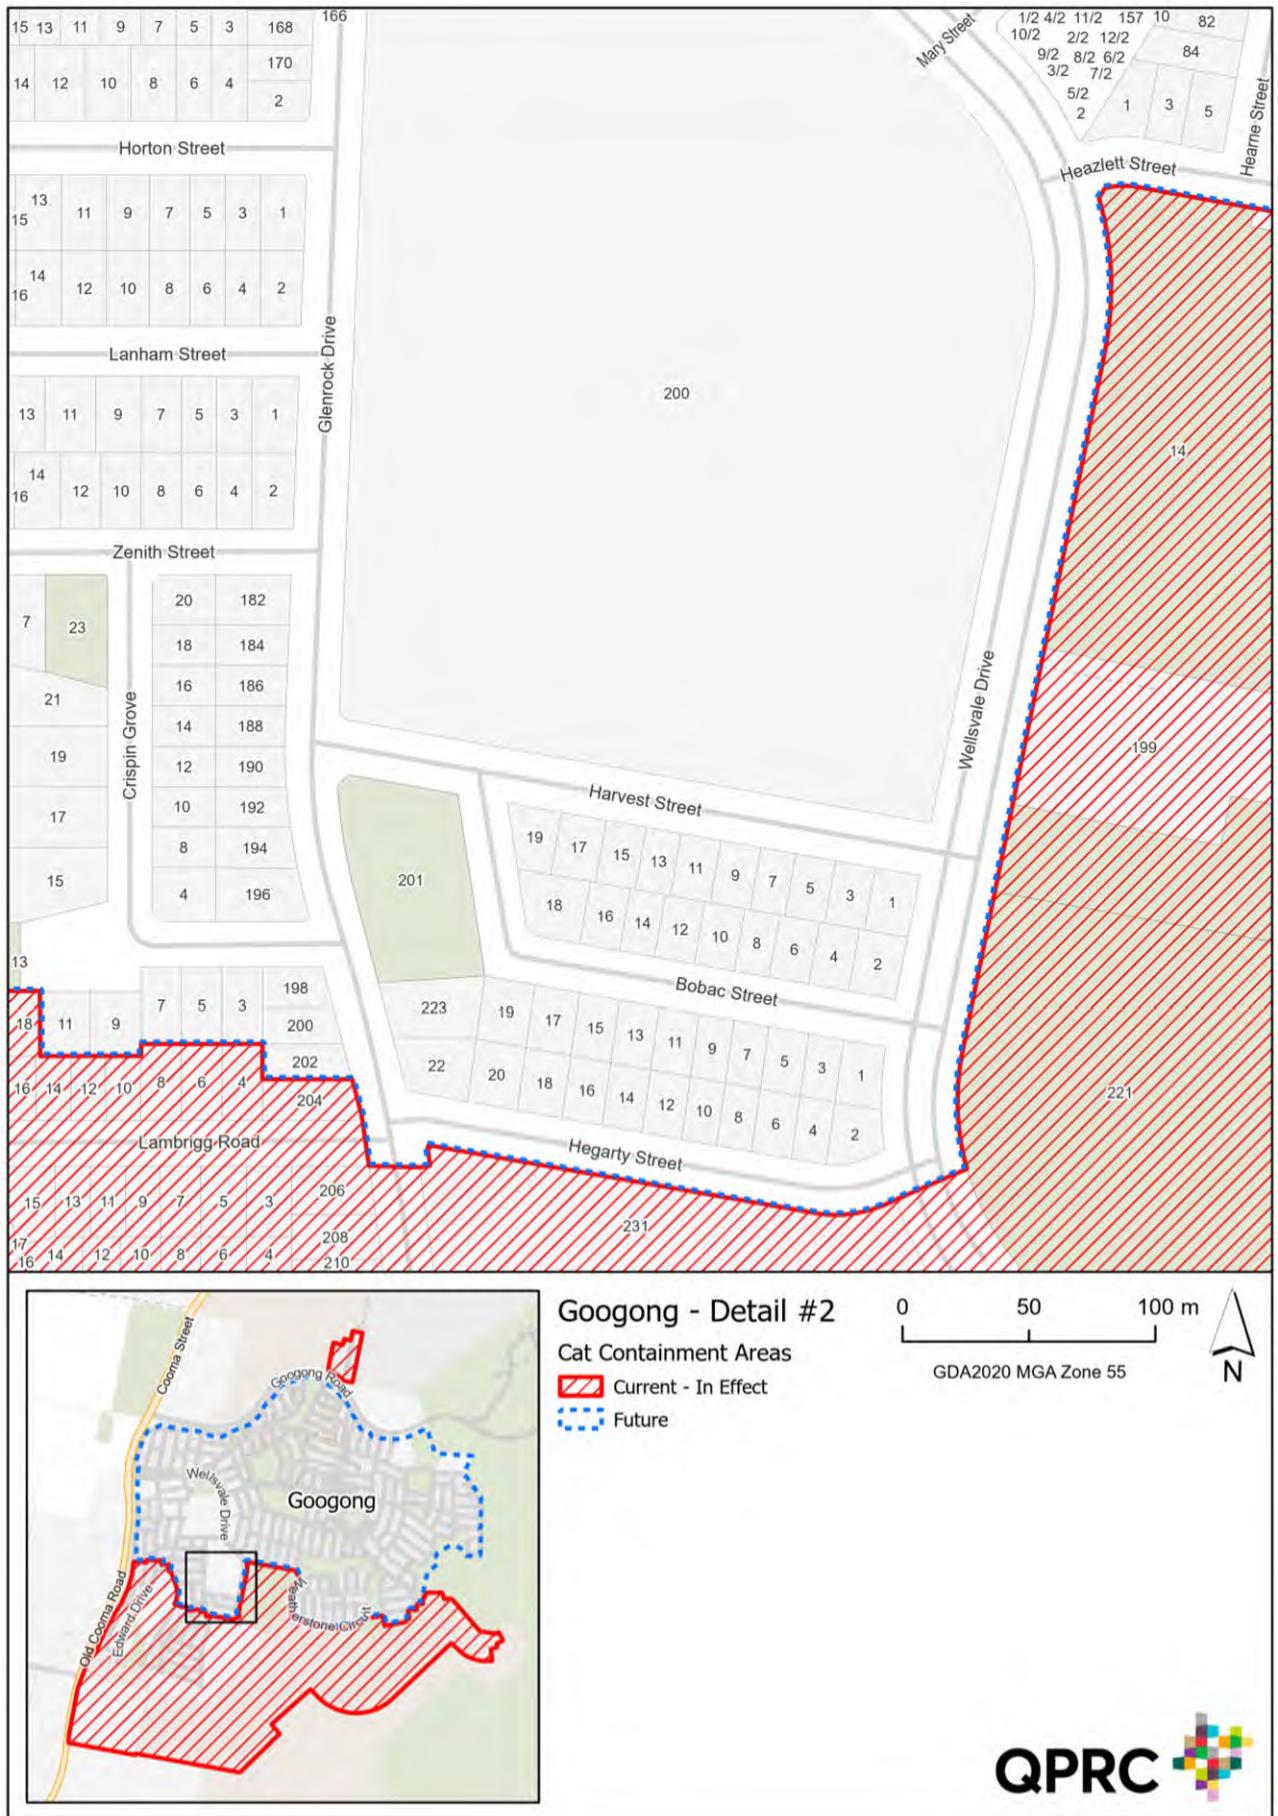 166
15 13 11 9 7 5 3 168
170
14 12 10 8 6 4
2
Horton Street
Mary Street
1/2 4/2 11/2 157 10 82
10/2 2/2 12/2
9/2 8/2 6/2 84
3/2 7/2
5/2
2 1 3 5
Hearne Street
Heazlett Street
13
15 11 9 7 5 3 1
14
16 12 10 8 6 4 2
Lanham Street
Glenrock Drive
200
13 11 9 7 5 3 1
14
16 12 10 8 6 4 2
14
Zenith Street
7 23
20 182
18 184
21 16 186
14 188
19 12 190
17 10 192
8 194
15 4 196
Crispin Grove
Wellsvale Drive
199
Harvest Street
201
19 17 15 13 11 9 7 5 3 1
18 16 14 12 10 8 6 4 2
Bobac Street
13
18 11 9 7 5 3 198
200
202
16 14 12 10 8 6 4 204
223 19 17 15 13 11 9 7 5 3 1
22 20 18 16 14 12 10 8 6 4 2
221
Lambrigg Road
Hegarty Street
15 13 11 9 7 5 3 206
231
17 208
16 14 12 10 8 6 4 210
Cooma Street
Googong Road
Wellsvale Drive
Googong
Old Cooma Road
Edward Drive
Weatherstone Circuit
Googong - Detail #2
Cat Containment Areas
Current - In Effect
Future
0 50 100 m
GDA2020 MGA Zone 55
N
QPRC